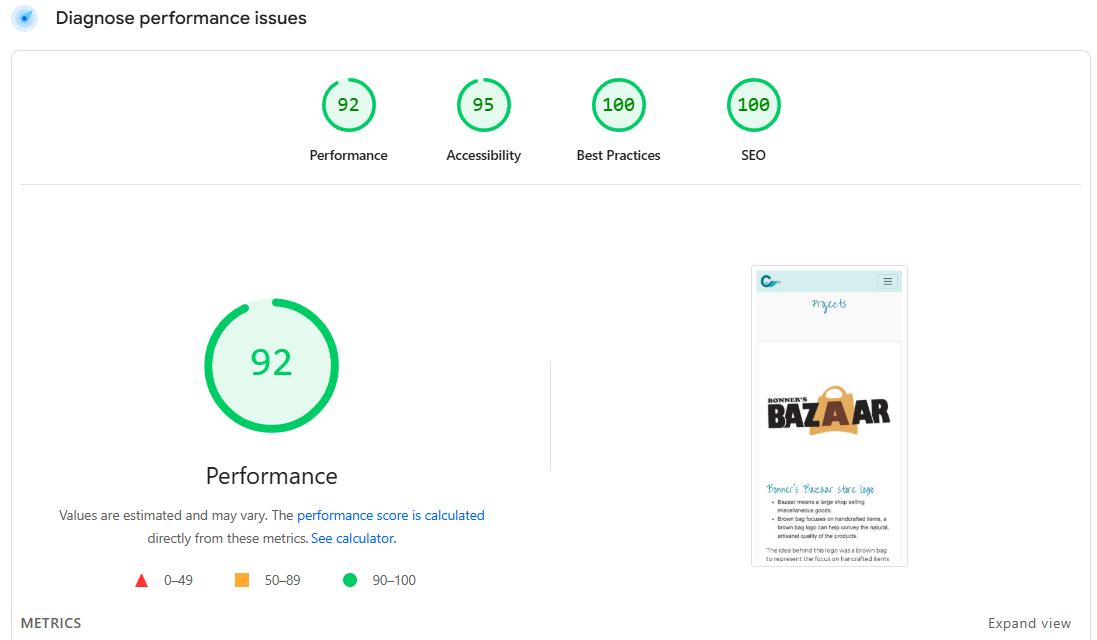 Diagnose performance issues
92
95
100
100
Performance
Accessibility
Best Practices
SEO
92
Performance
Values are estimated and may vary. The performance score is calculated
directly from these metrics. See calculator.
0–49
50–89
90–100
Projects
BONNER'S
BAZAAR
Bonner's Bazaar store logo
Bazaar means a large shop selling
miscellaneous goods.
Brown bag focuses on handcrafted items, a
brown bag logo can help convey the natural,
artisanal quality of the products.
The idea behind this logo was a brown bag
to represent the focus on handcrafted items
METRICS
Expand view